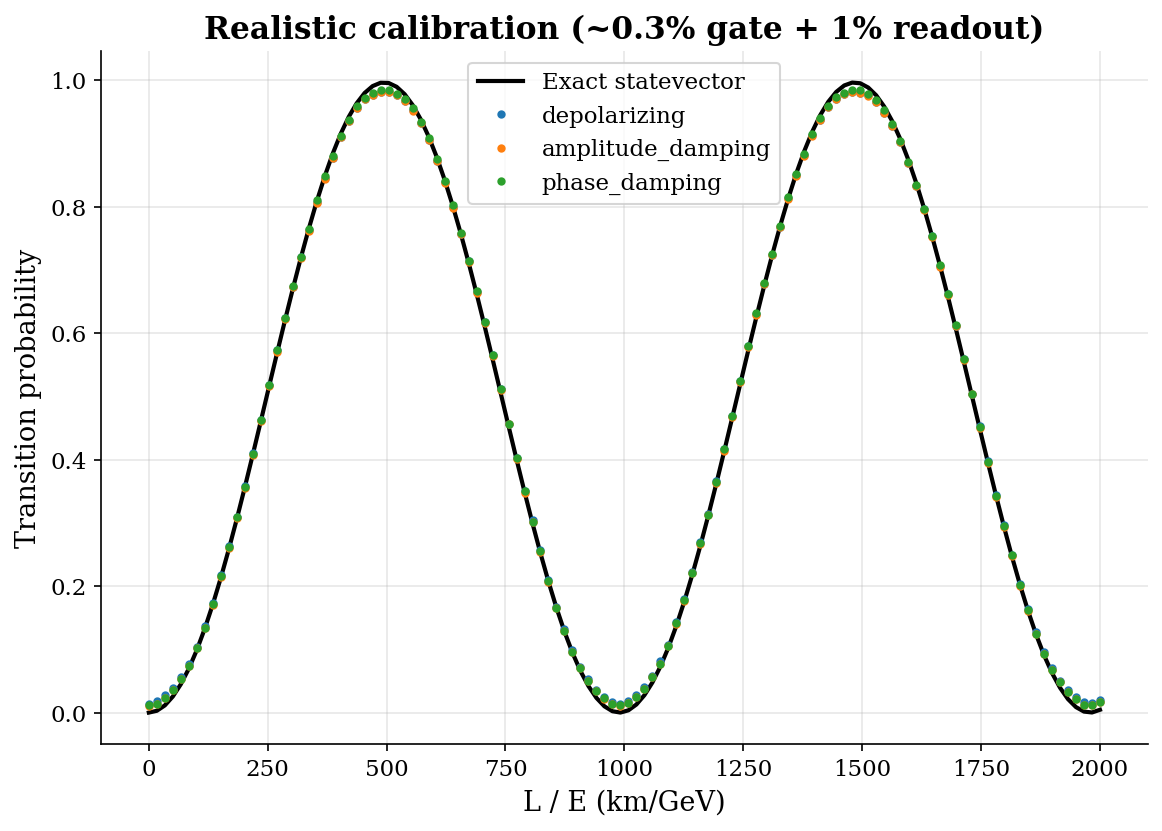 Realistic calibration (~0.3% gate + 1% readout)
Exact statevector
depolarizing
amplitude_damping
phase_damping
Transition probability
1.0
0.8
0.6
0.4
0.2
0.0
0 250 500 750 1000 1250 1500 1750 2000
L / E (km/GeV)